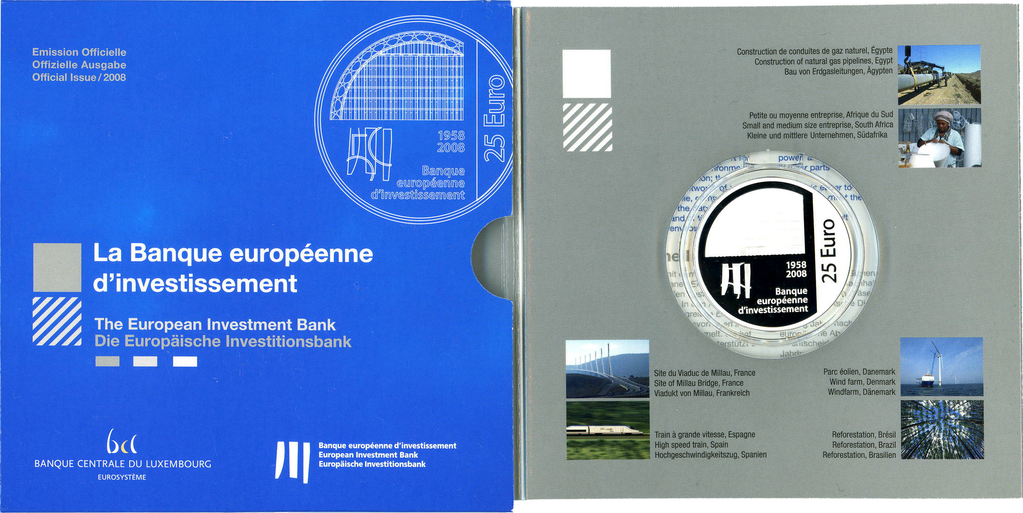 Emission Officielle
Offizielle Ausgabe
Official Issue / 2008
1958
2008
25 Euro
Banque
européenne
d'investissement
La Banque européenne
d'investissement
The European Investment Bank
Die Europäische Investitionsbank
bcl
BANQUE CENTRALE DU LUXEMBOURG
EUROSYSTÈME
Banque européenne d'investissement
European Investment Bank
Europäische Investitionsbank
Construction de conduites de gaz naturel, Égypte
Construction of natural gas pipelines, Egypt
Bau von Erdgasleitungen, Ägypten
Petite ou moyenne entreprise, Afrique du Sud
Small and medium size entreprise, South Africa
Kleine und mittlere Unternehmen, Südafrika
1958
2008
25 Euro
Banque
européenne
d'investissement
Site du Viaduc de Millau, France
Site of Millau Bridge, France
Viadukt von Millau, Frankreich
Parc éolien, Danemark
Wind farm, Denmark
Windfarm, Dänemark
Train à grande vitesse, Espagne
High speed train, Spain
Hochgeschwindigkeitszug, Spanien
Reforestation, Brésil
Reforestation, Brazil
Reforestation, Brasilien